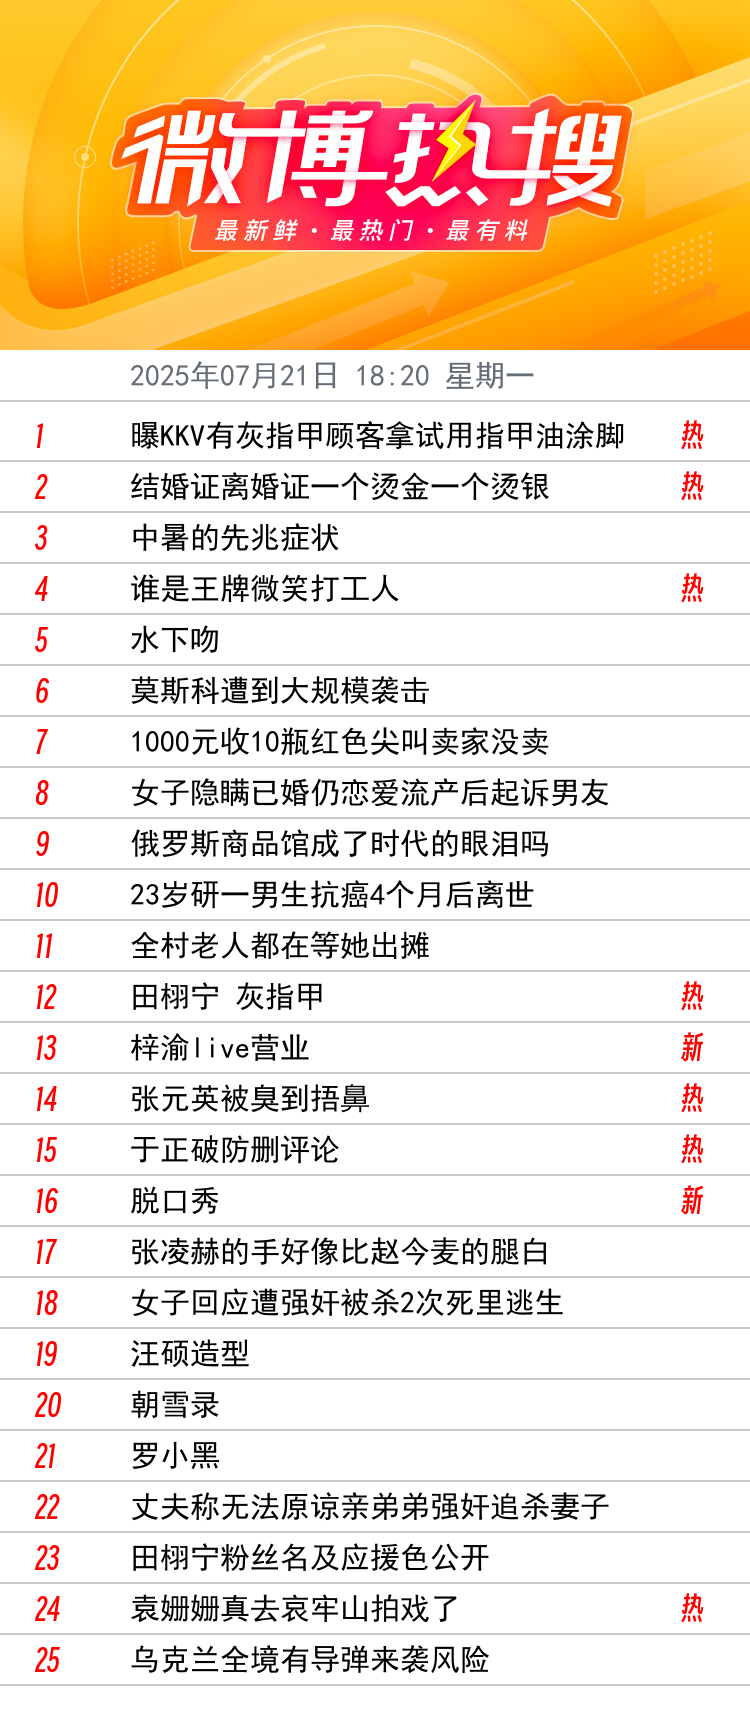 微博热搜
最新鲜·最热门·最有料
2025年07月21日 18:20 星期一
1 曝KKV有灰指甲顾客拿试用指甲油涂脚 热
2 结婚证离婚证一个烫金一个烫银 热
3 中暑的先兆症状
4 谁是王牌微笑打工人 热
5 水下吻
6 莫斯科遭到大规模袭击
7 1000元收10瓶红色尖叫卖家没卖
8 女子隐瞒已婚仍恋爱流产后起诉男友
9 俄罗斯商品馆成了时代的眼泪吗
10 23岁研一男生抗癌4个月后离世
11 全村老人都在等她出摊
12 田栩宁 灰指甲 热
13 梓渝live营业 新
14 张元英被臭到捂鼻 热
15 于正破防删评论 热
16 脱口秀 新
17 张凌赫的手好像比赵今麦的腿白
18 女子回应遭强奸被杀2次死里逃生
19 汪硕造型
20 朝雪录
21 罗小黑
22 丈夫称无法原谅亲弟弟强奸追杀妻子
23 田栩宁粉丝名及应援色公开
24 袁姗姗真去哀牢山拍戏了 热
25 乌克兰全境有导弹来袭风险